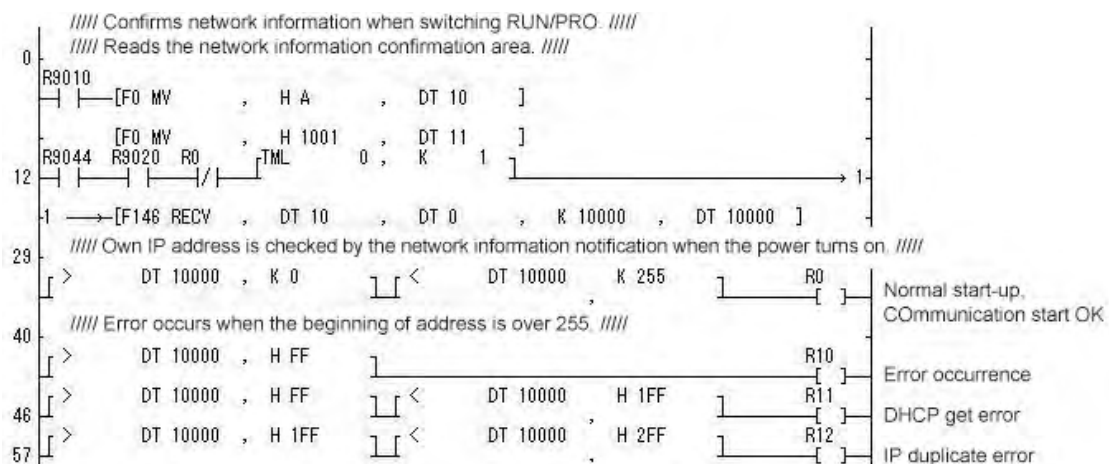 ///// Confirms network information when switching RUN/PRO. /////
///// Reads the network information confirmation area. /////
0
R9010
[F0 MV , H A , DT 10 ]
[F0 MV , H 1001 , DT 11 ]
R9044 R9020 R0 TML 0 , K 1
12 1
1 [F146 RECV , DT 10 , DT 0 , K 10000 , DT 10000 ]
///// Own IP address is checked by the network information notification when the power turns on. /////
29
> DT 10000 , K 0 < DT 10000 , K 255 R0
Normal start-up,
COmmunication start OK
///// Error occurs when the beginning of address is over 255. /////
40
> DT 10000 , H FF R10
Error occurrence
> DT 10000 , H FF < DT 10000 , H 1FF R11
46 DHCP get error
> DT 10000 , H 1FF < DT 10000 , H 2FF R12
57 IP duplicate error